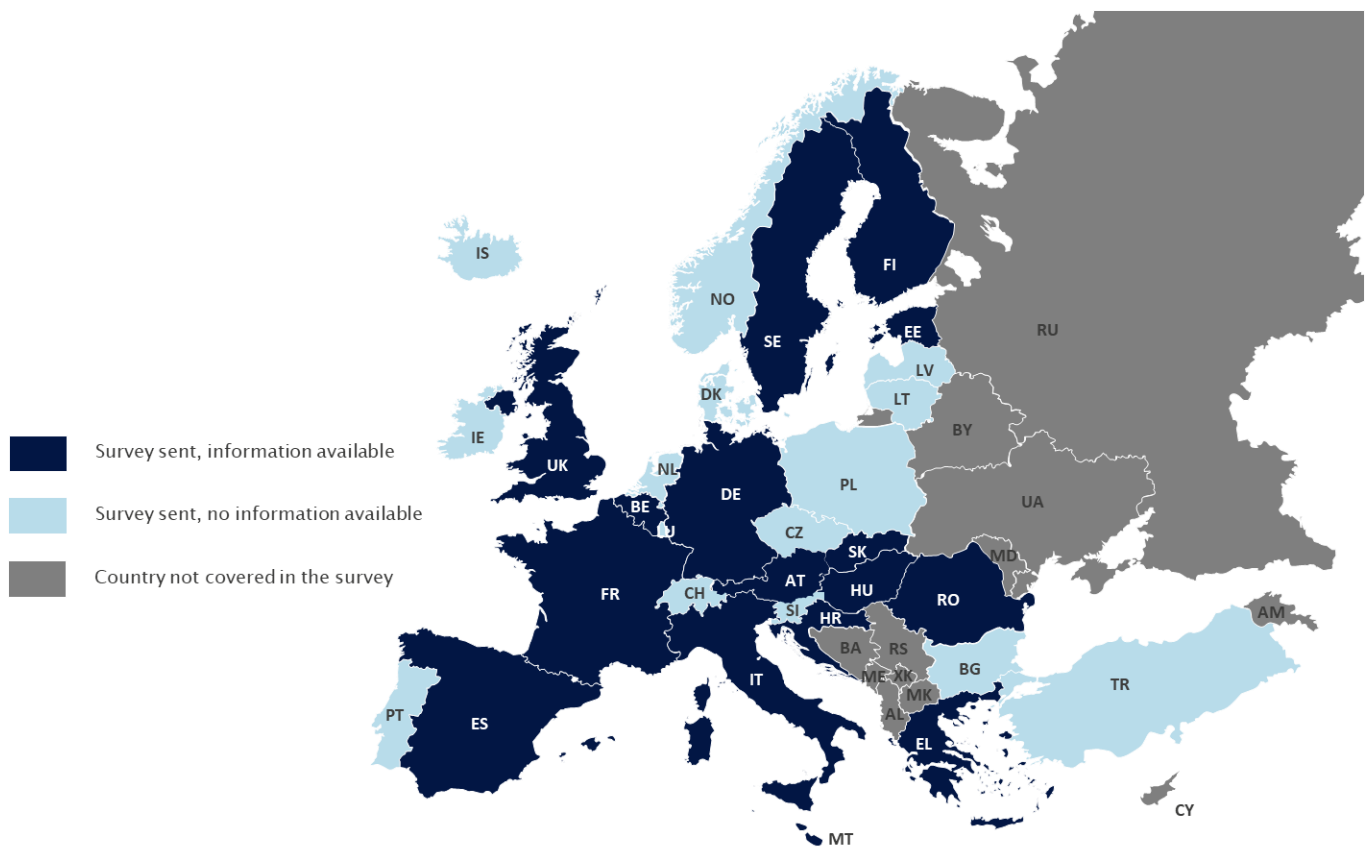 IS
FI
NO
RU
SE
EE
LV
DK
LT
IE
BY
Survey sent, information available
UK
NL
DE
PL
BE
UA
Survey sent, no information available
LU
CZ
SK
MD
Country not covered in the survey
AT
FR
CH
HU
RO
SI
HR
AM
BA
RS
BG
IT
ME
XK
TR
MK
PT
AL
ES
EL
CY
MT